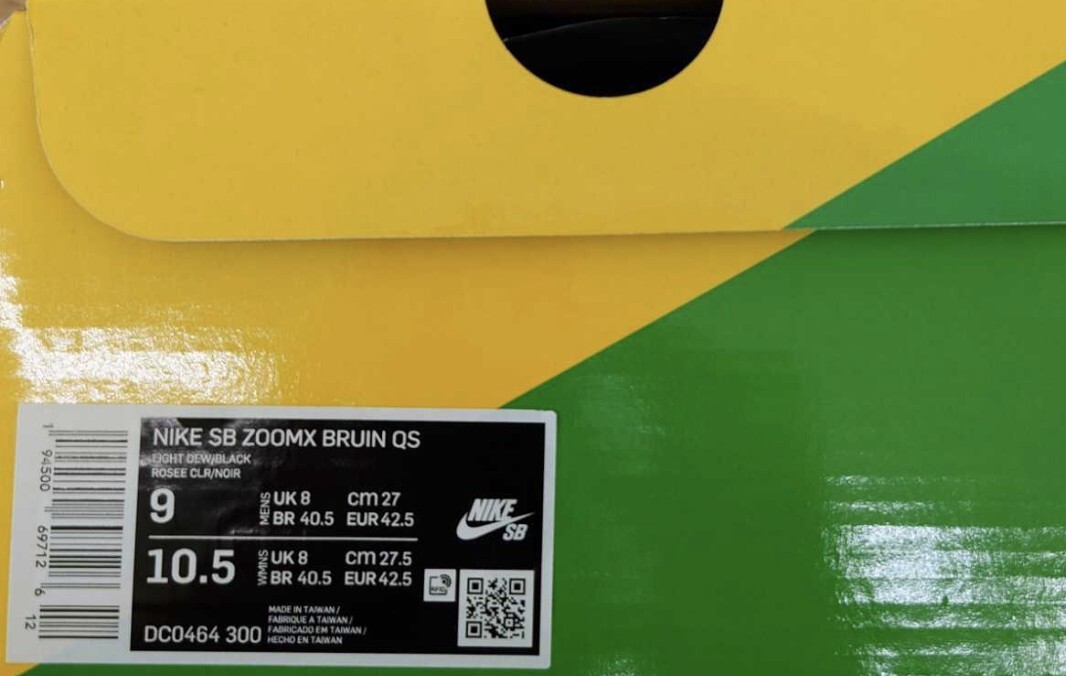 NIKE SB ZOOMX BRUIN QS
LIGHT DEW/BLACK
ROSEE CLR/NOIR
9 MENS UK 8 cm 27
BR 40.5 EUR 42.5
10.5 WMNS UK 8 cm 27.5
BR 40.5 EUR 42.5
NIKE
SB
RFID
MADE IN TAIWAN /
FABRIQUE A TAIWAN /
FABRICADO EM TAIWAN /
HECHO EN TAIWAN
DC0464 300
1 94500 69712 6 12